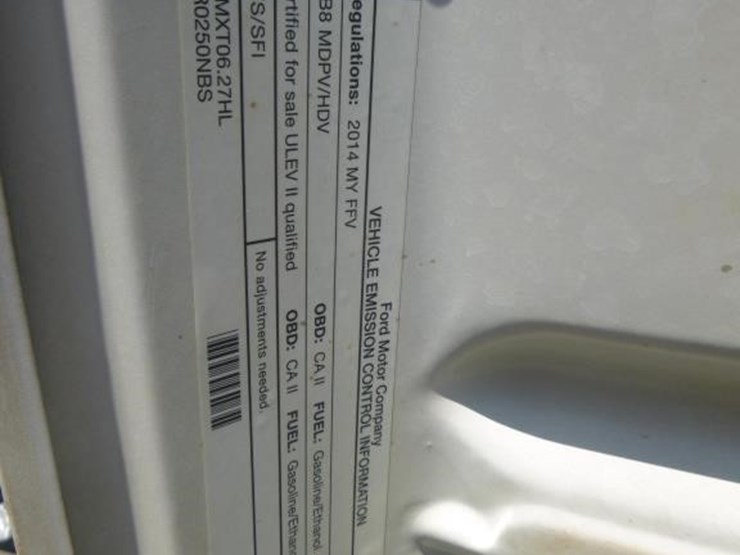 Ford Motor Company
VEHICLE EMISSION CONTROL INFORMATION
egulations: 2014 MY FFV
B8 MDPV/HDV OBD: CA II FUEL: Gasoline/Ethanol
rtified for sale ULEV II qualified OBD: CA II FUEL: Gasoline/Ethan
S/SFI No adjustments needed.
MXT06.27HL
R0250NBS